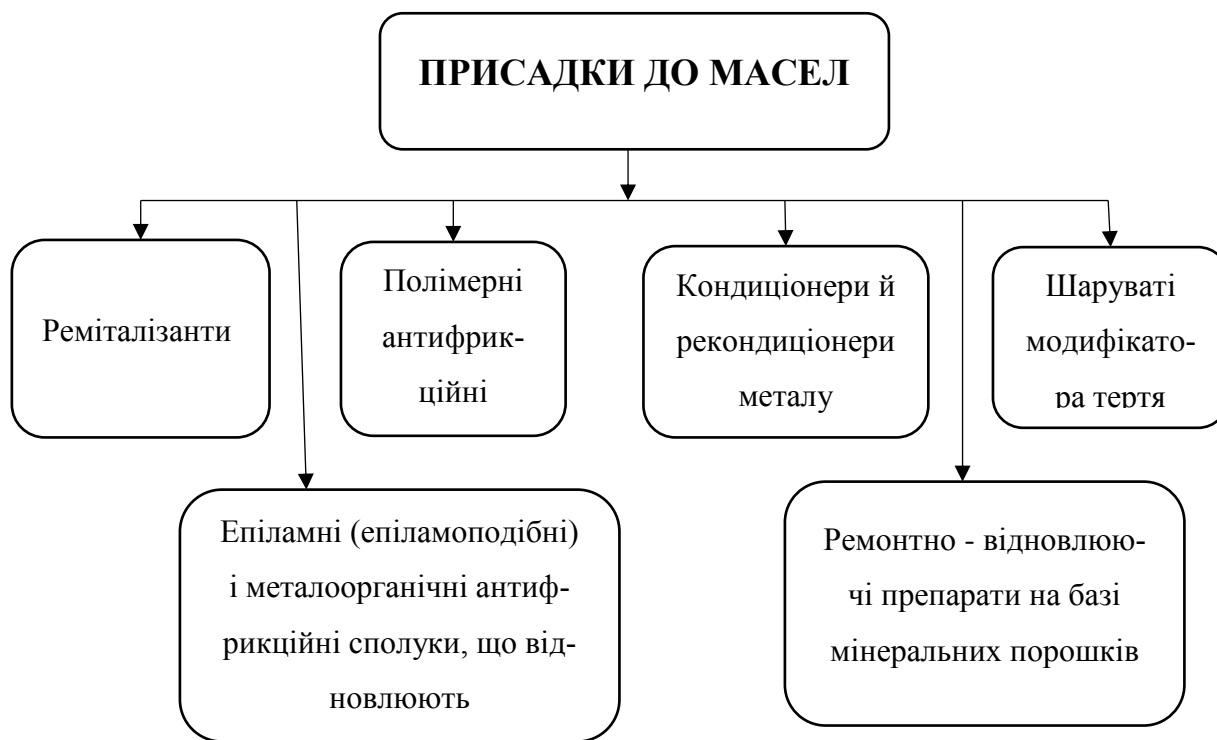 ПРИСАДКИ ДО МАСЕЛ
Реміталізанти
Полімерні
антифрик-
ційні
Кондиціонери й
рекондиціонери
металу
Шаруваті
модифікато-
ра тертя
Епіламні (епіламоподібні)
і металоорганічні антиф-
рикційні сполуки, що від-
новлюють
Ремонтно - відновлюю-
чі препарати на базі
мінеральних порошків